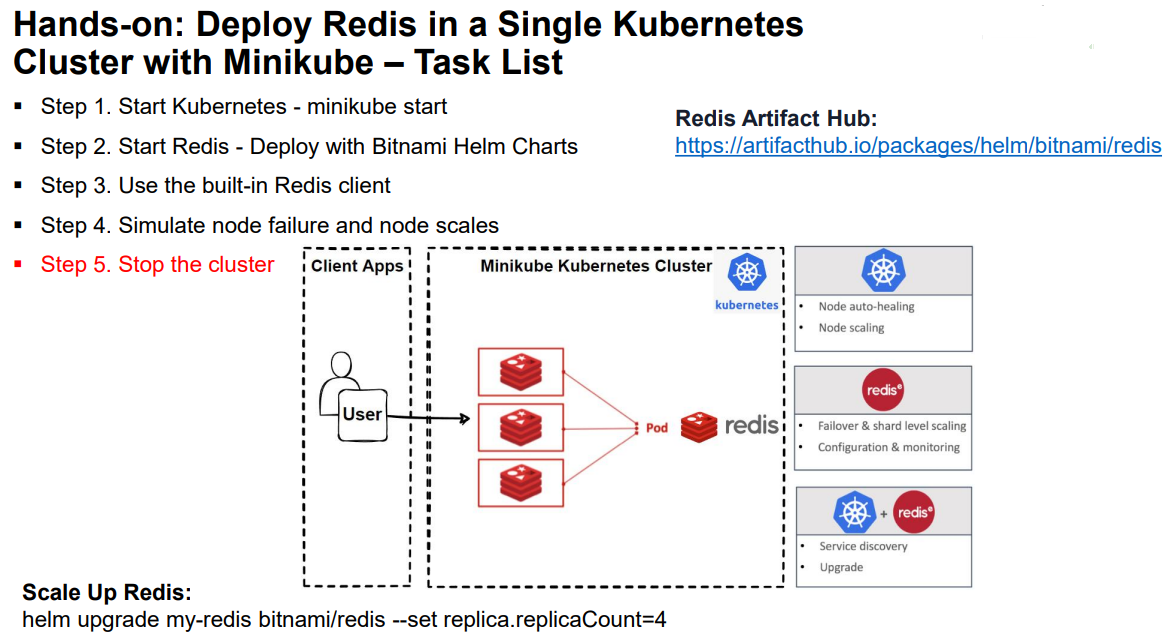 Hands-on: Deploy Redis in a Single Kubernetes
Cluster with Minikube – Task List
▪ Step 1. Start Kubernetes - minikube start
▪ Step 2. Start Redis - Deploy with Bitnami Helm Charts
▪ Step 3. Use the built-in Redis client
▪ Step 4. Simulate node failure and node scales
▪ Step 5. Stop the cluster
Redis Artifact Hub:
https://artifacthub.io/packages/helm/bitnami/redis
Client Apps
User
Minikube Kubernetes Cluster
kubernetes
Pod
redis
• Node auto-healing
• Node scaling
redis
• Failover & shard level scaling
• Configuration & monitoring
+
redis
• Service discovery
• Upgrade
Scale Up Redis:
helm upgrade my-redis bitnami/redis --set replica.replicaCount=4